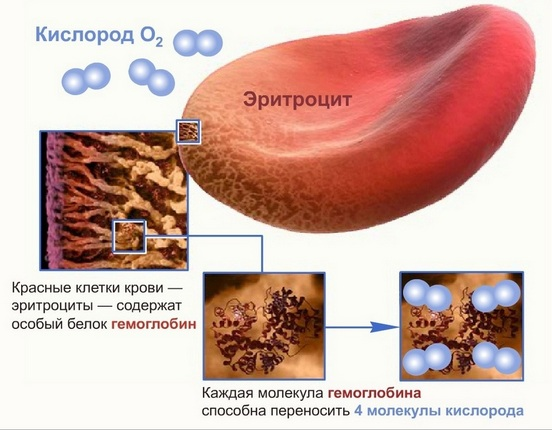 Кислород O₂
Эритроцит
Красные клетки крови —
эритроциты — содержат
особый белок гемоглобин
Каждая молекула гемоглобина
способна переносить 4 молекулы кислорода